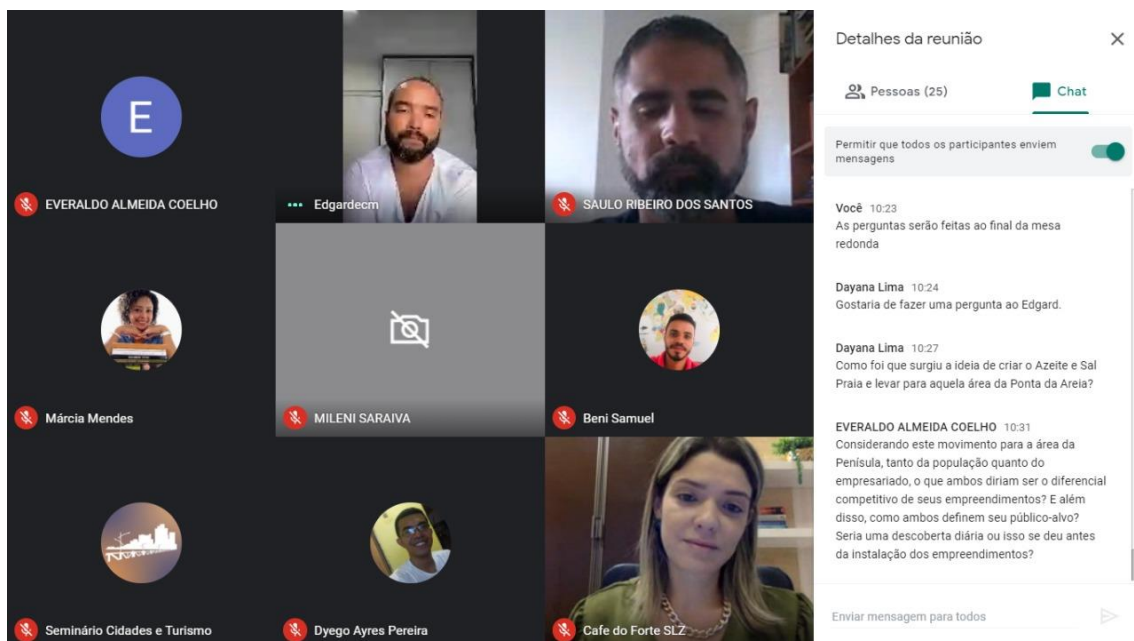 E
EVERALDO ALMEIDA COELHO
Edgardecm
SAULO RIBEIRO DOS SANTOS
Márcia Mendes
MILENI SARAIVA
Beni Samuel
Seminário Cidades e Turismo
Dyego Ayres Pereira
Cafe do Forte SLZ
Detalhes da reunião
Pessoas (25)
Chat
Permitir que todos os participantes enviem
mensagens
Você 10:23
As perguntas serão feitas ao final da mesa
redonda
Dayana Lima 10:24
Gostaria de fazer uma pergunta ao Edgard.
Dayana Lima 10:27
Como foi que surgiu a ideia de criar o Azeite e Sal
Praia e levar para aquela área da Ponta da Areia?
EVERALDO ALMEIDA COELHO 10:31
Considerando este movimento para a área da
Penísula, tanto da população quanto do
empresariado, o que ambos diriam ser o diferencial
competitivo de seus empreendimentos? E além
disso, como ambos definem seu público-alvo?
Seria uma descoberta diária ou isso se deu antes
da instalação dos empreendimentos?
Enviar mensagem para todos